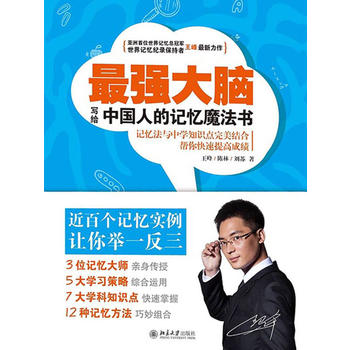 亚洲首位世界记忆总冠军
世界记忆纪录保持者 王峰 最新力作
最强大脑
写给
中国人的记忆魔法书
记忆法与中学知识点完美结合
帮你快速提高成绩
王峰/陈林/刘苏 著
近百个记忆实例
让你举一反三
3位记忆大师 亲身传授
5大学习策略 综合运用
7大学科知识点 快速掌握
12种记忆方法 巧妙组合
王峰
北京大学出版社